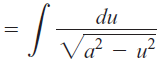 = ∫ du / √(a² − u²)